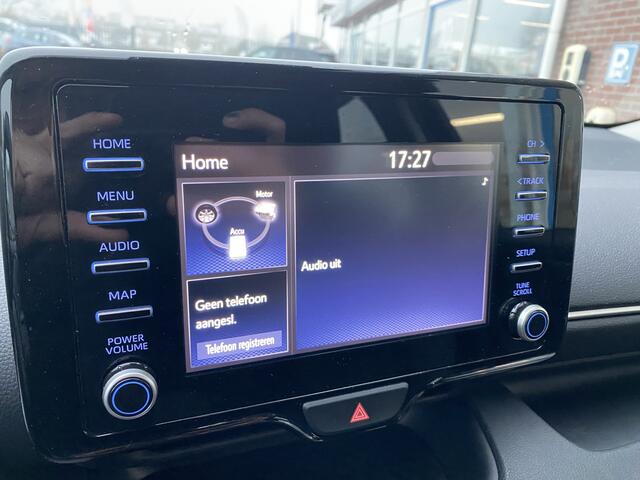 HOME
MENU
AUDIO
MAP
POWER
VOLUME
Home
17:27
Motor
Accu
Geen telefoon
aangesl.
Telefoon registreren
Audio uit
CH >
< TRACK
PHONE
SETUP
TUNE
SCROLL
P